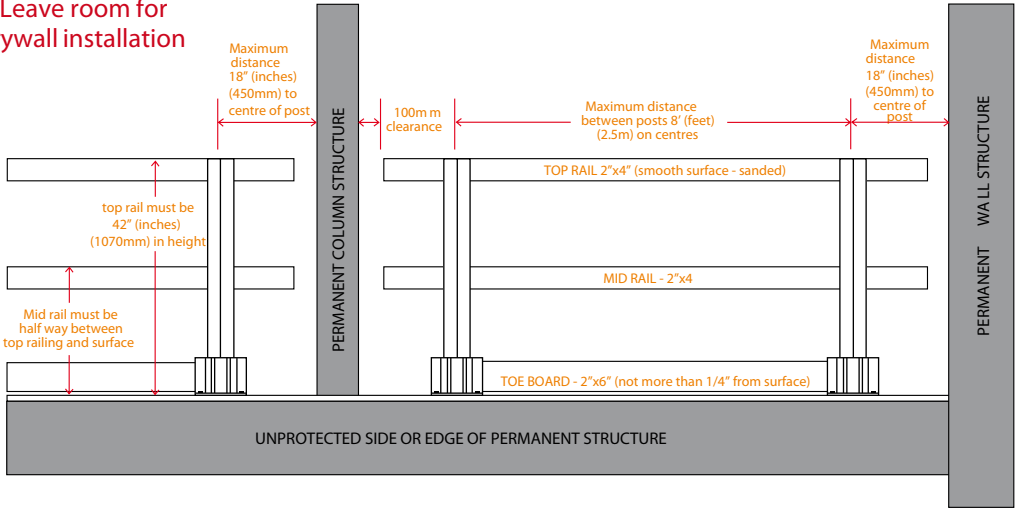 Leave room for
ywall installation
Maximum
distance
18” (inches)
(450mm) to
centre of post
100m m
clearance
Maximum distance
between posts 8’ (feet)
(2.5m) on centres
Maximum
distance
18” (inches)
(450mm) to
centre of
post
TOP RAIL 2”x4” (smooth surface - sanded)
top rail must be
42” (inches)
(1070mm) in height
PERMANENT COLUMN STRUCTURE
PERMANENT WALL STRUCTURE
MID RAIL - 2”x4
Mid rail must be
half way between
top railing and surface
TOE BOARD - 2”x6” (not more than 1/4” from surface)
UNPROTECTED SIDE OR EDGE OF PERMANENT STRUCTURE